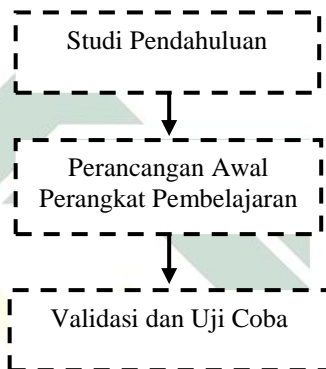 Studi Pendahuluan
Perancangan Awal
Perangkat Pembelajaran
Validasi dan Uji Coba